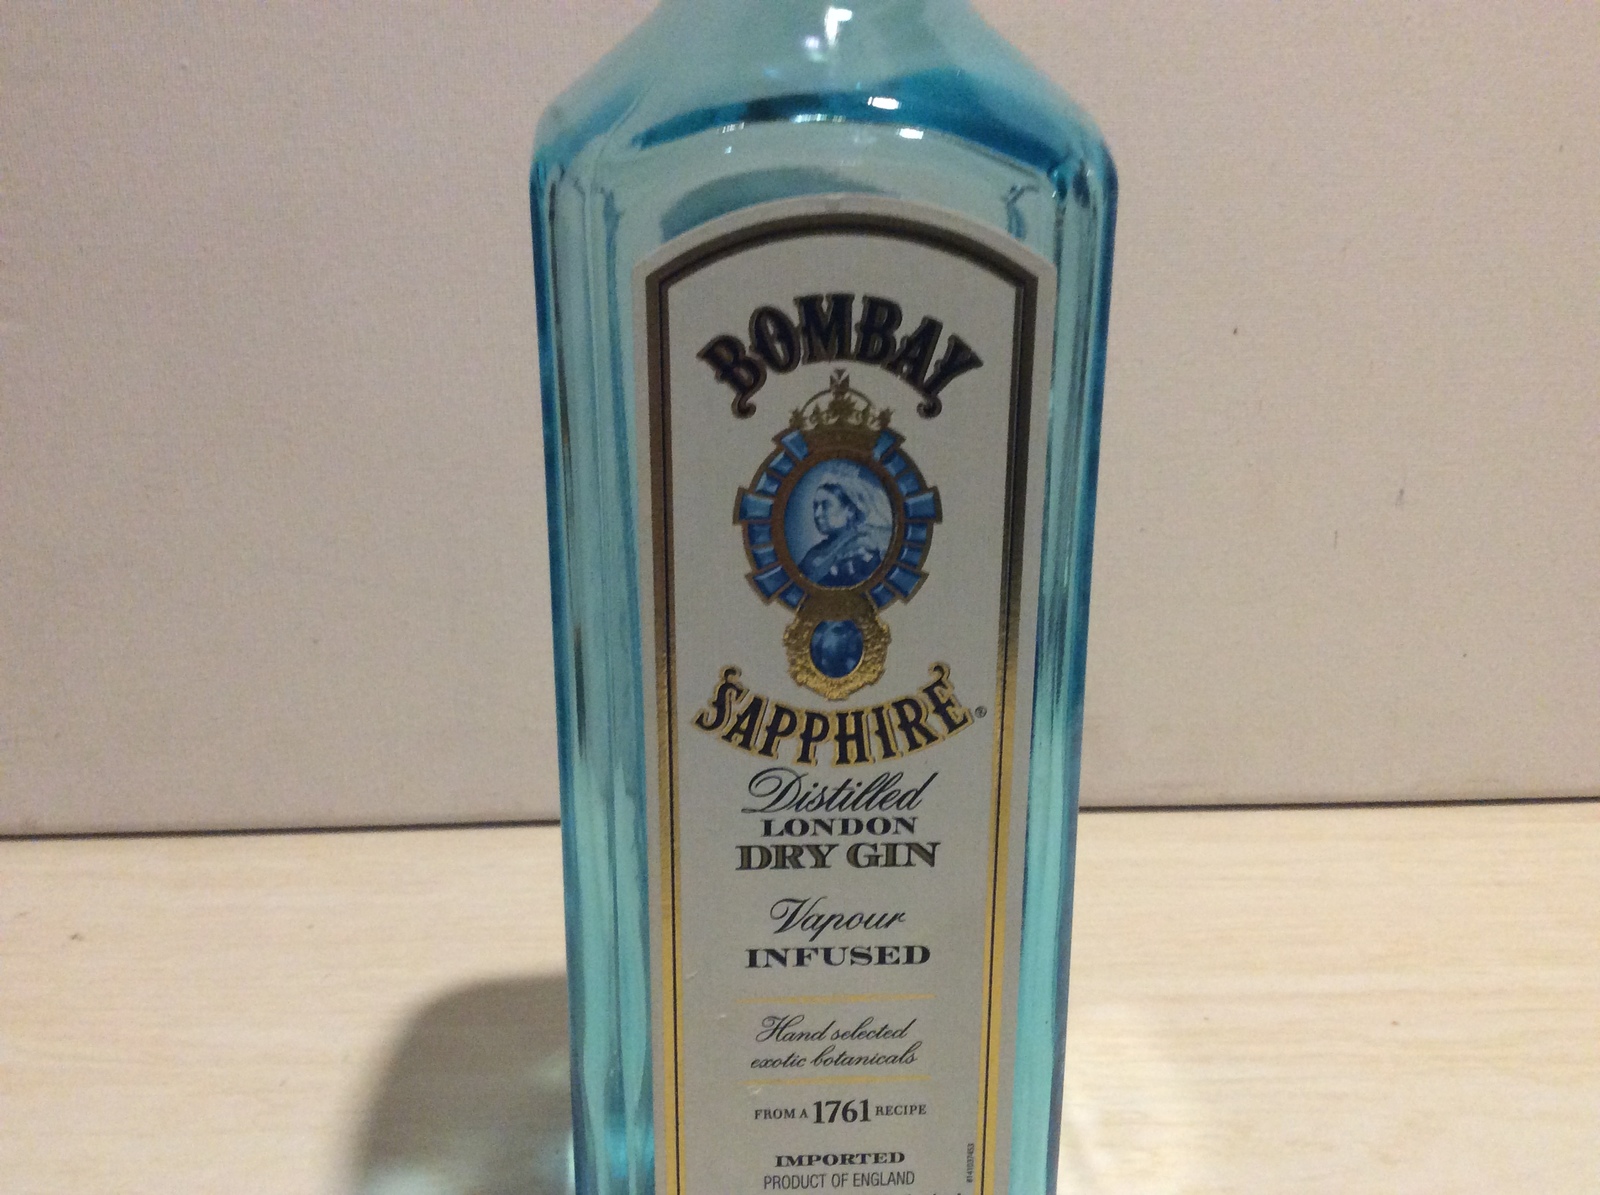 BOMBAY
SAPPHIRE®
Distilled
LONDON
DRY GIN
Vapour
INFUSED
Hand selected
exotic botanicals
FROM A 1761 RECIPE
IMPORTED
PRODUCT OF ENGLAND